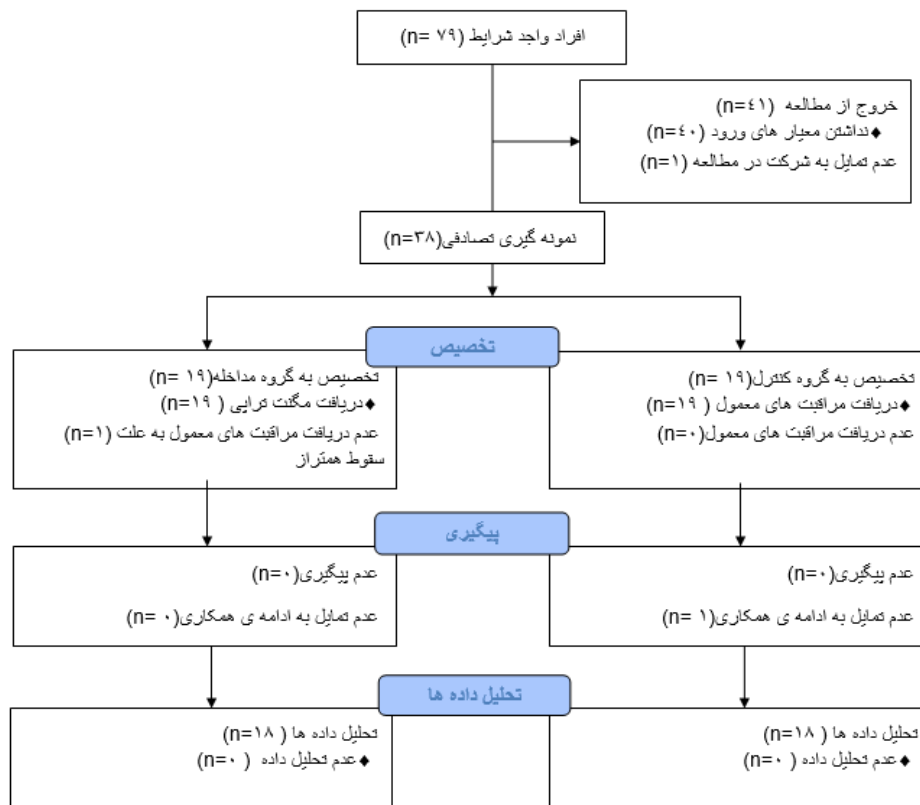 افراد واجد شرایط (n= ٧٩)
خروج از مطالعه (n=٤١)
♦نداشتن معیار های ورود (n=٤٠)
عدم تمایل به شرکت در مطالعه (n=١)
نمونه گیری تصادفی(n=٣٨)
تخصیص
تخصیص به گروه کنترل(n= ١٩)
♦دریافت مراقبت های معمول (n=١٩)
عدم دریافت مراقبت های معمول(n=٠)
تخصیص به گروه مداخله(n= ١٩)
♦دریافت مگنت تراپی (n=١٩)
عدم دریافت مراقبت های معمول به علت (n=١)
سقوط همتراز
پیگیری
عدم پیگیری(n=٠)
عدم تمایل به ادامه ی همکاری(n= ١)
عدم پیگیری(n=٠)
عدم تمایل به ادامه ی همکاری(n= ٠)
تحلیل داده ها
تحلیل داده ها (n=١٨)
♦عدم تحلیل داده (n=٠)
تحلیل داده ها (n=١٨)
♦عدم تحلیل داده (n=٠)